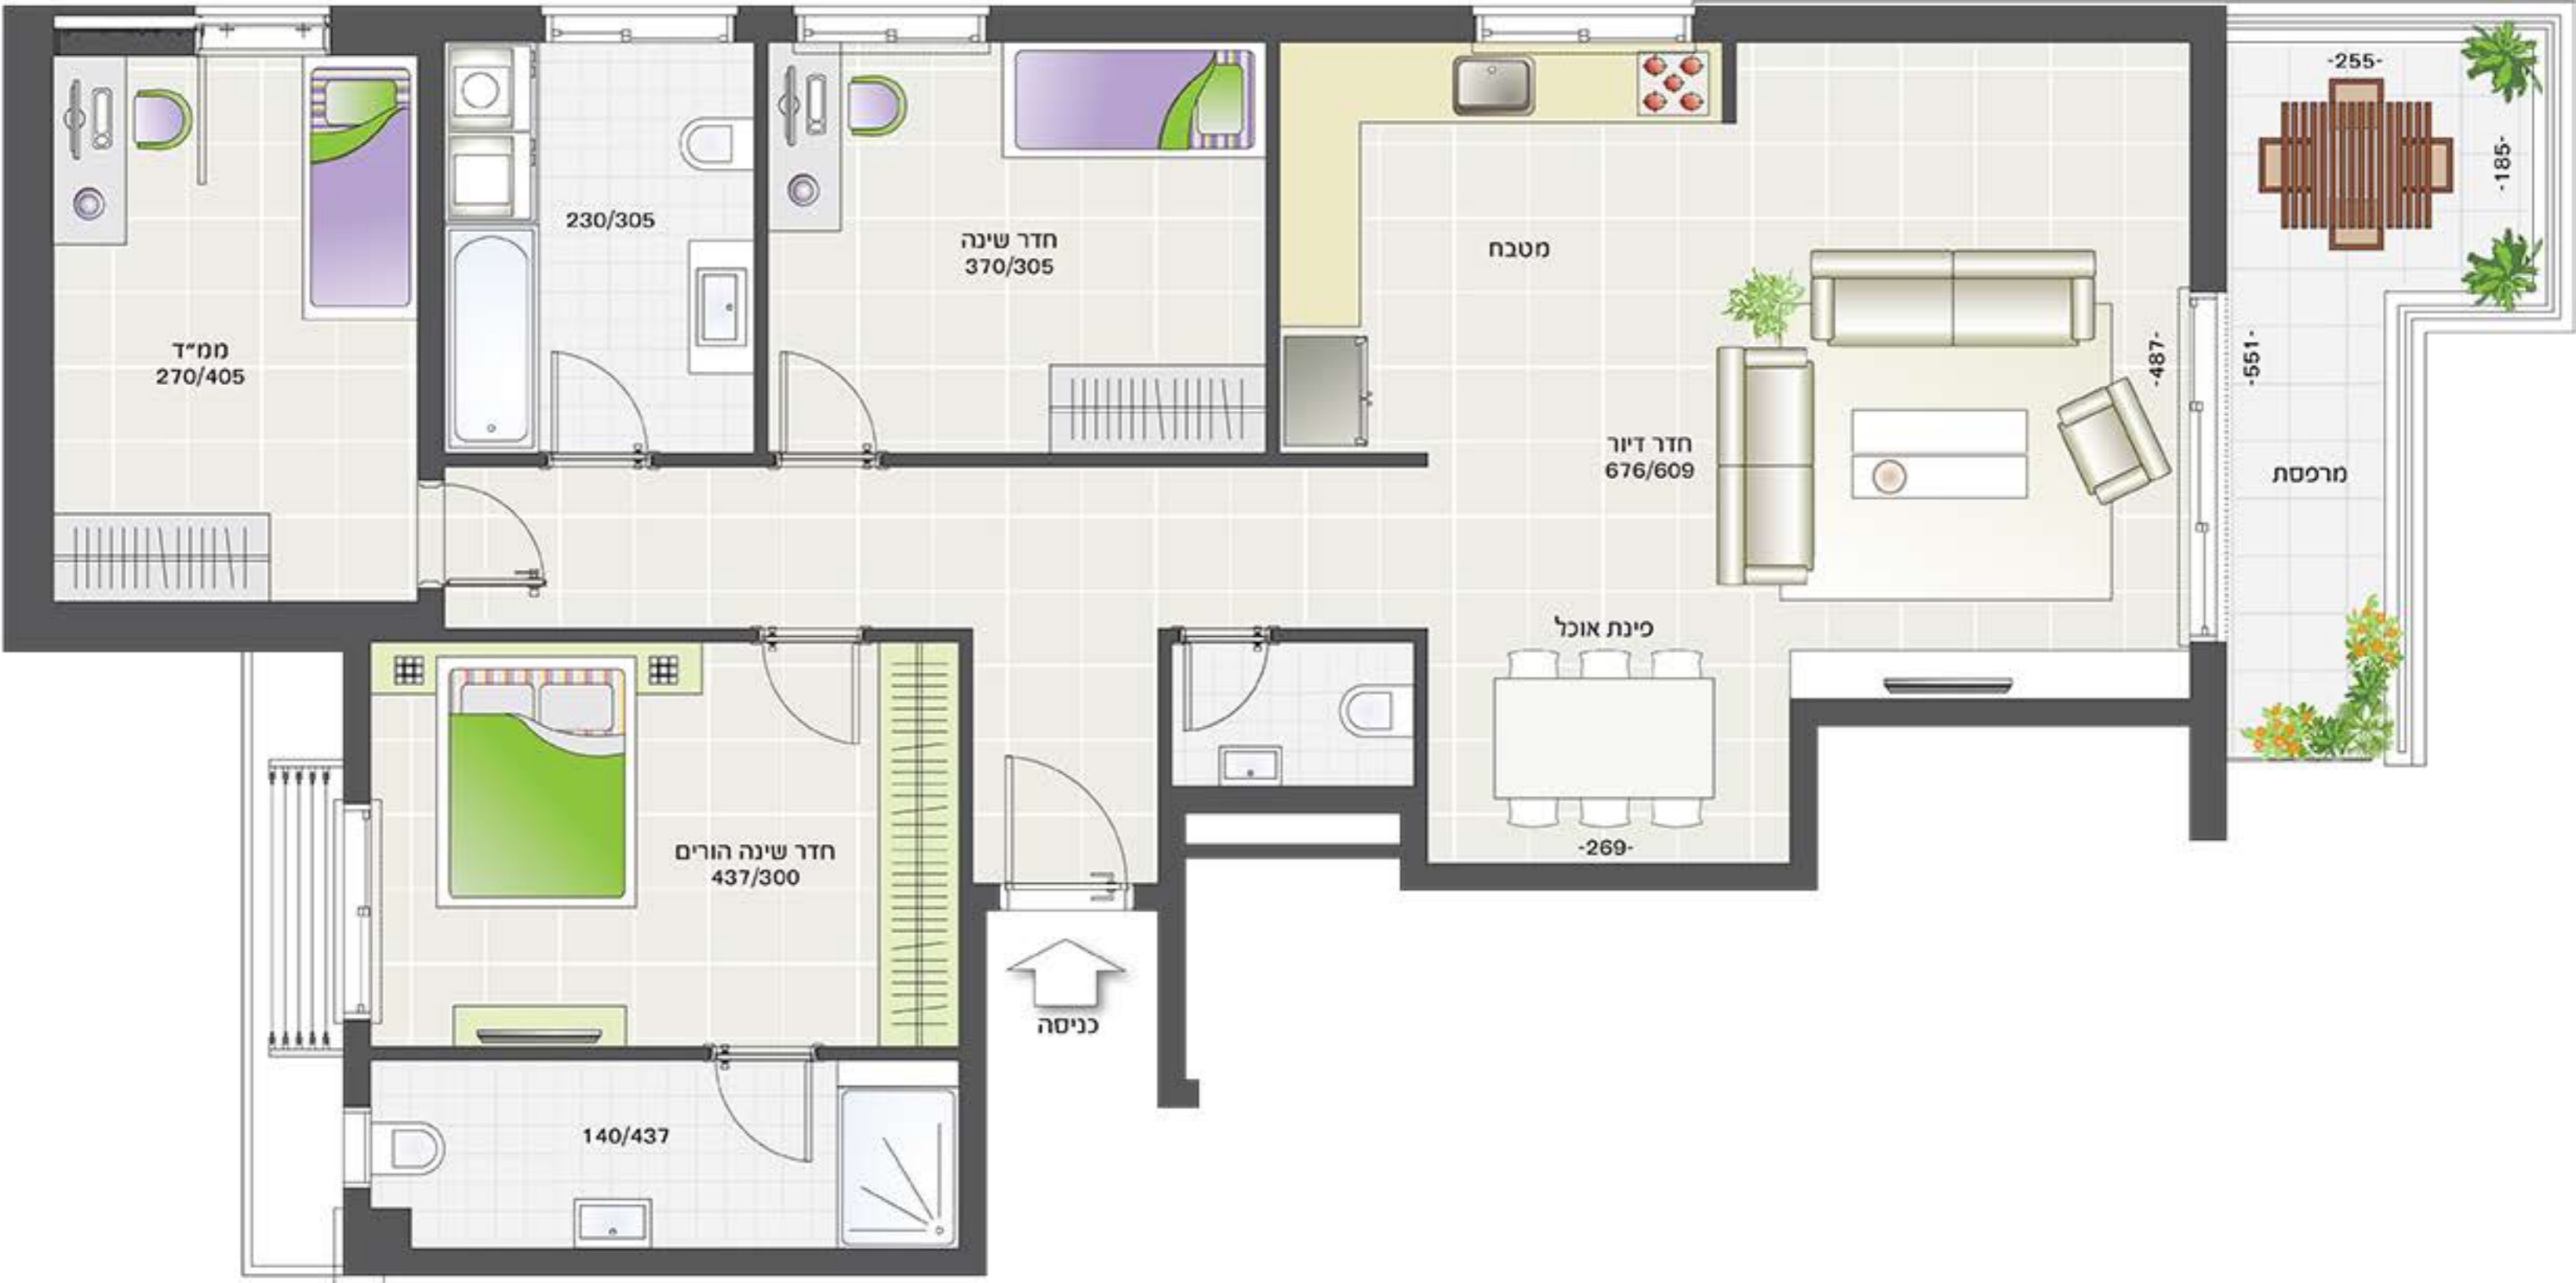 -255-
-185-
מטבח
חדר שינה
370/305
230/305
ממ״ד
270/405
-487-
-551-
חדר דיור
676/609
מרפסת
פינת אוכל
-269-
חדר שינה הורים
437/300
כניסה
140/437